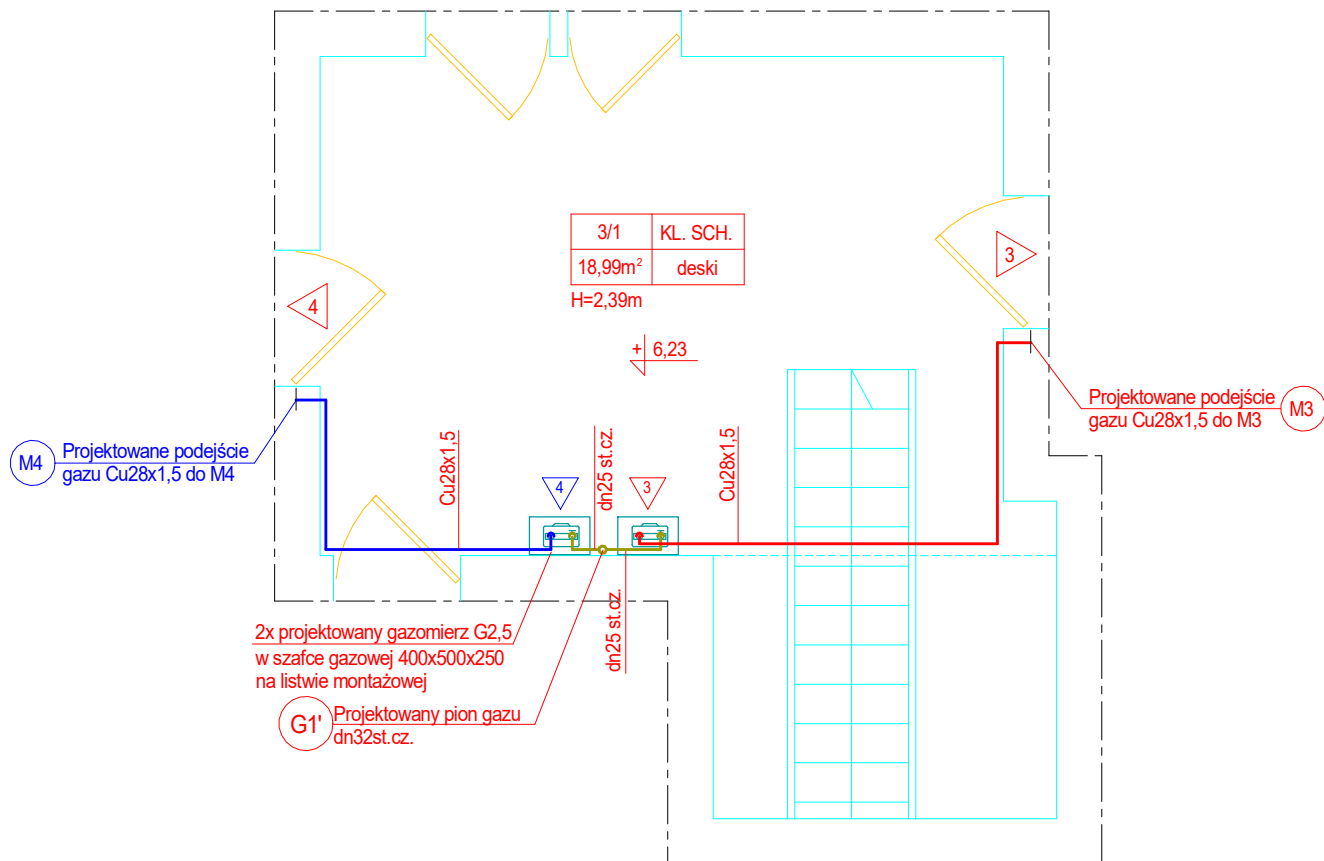 3/1 KL. SCH.
18,99m² deski
H=2,39m
3
4
+ 6,23
Projektowane podejście
gazu Cu28x1,5 do M3
M3
M4
Projektowane podejście
gazu Cu28x1,5 do M4
Cu28x1,5
4
dn25 st.cz.
3
Cu28x1,5
dn25 st.cz.
2x projektowany gazomierz G2,5
w szafce gazowej 400x500x250
na listwie montażowej
G1'
Projektowany pion gazu
dn32st.cz.